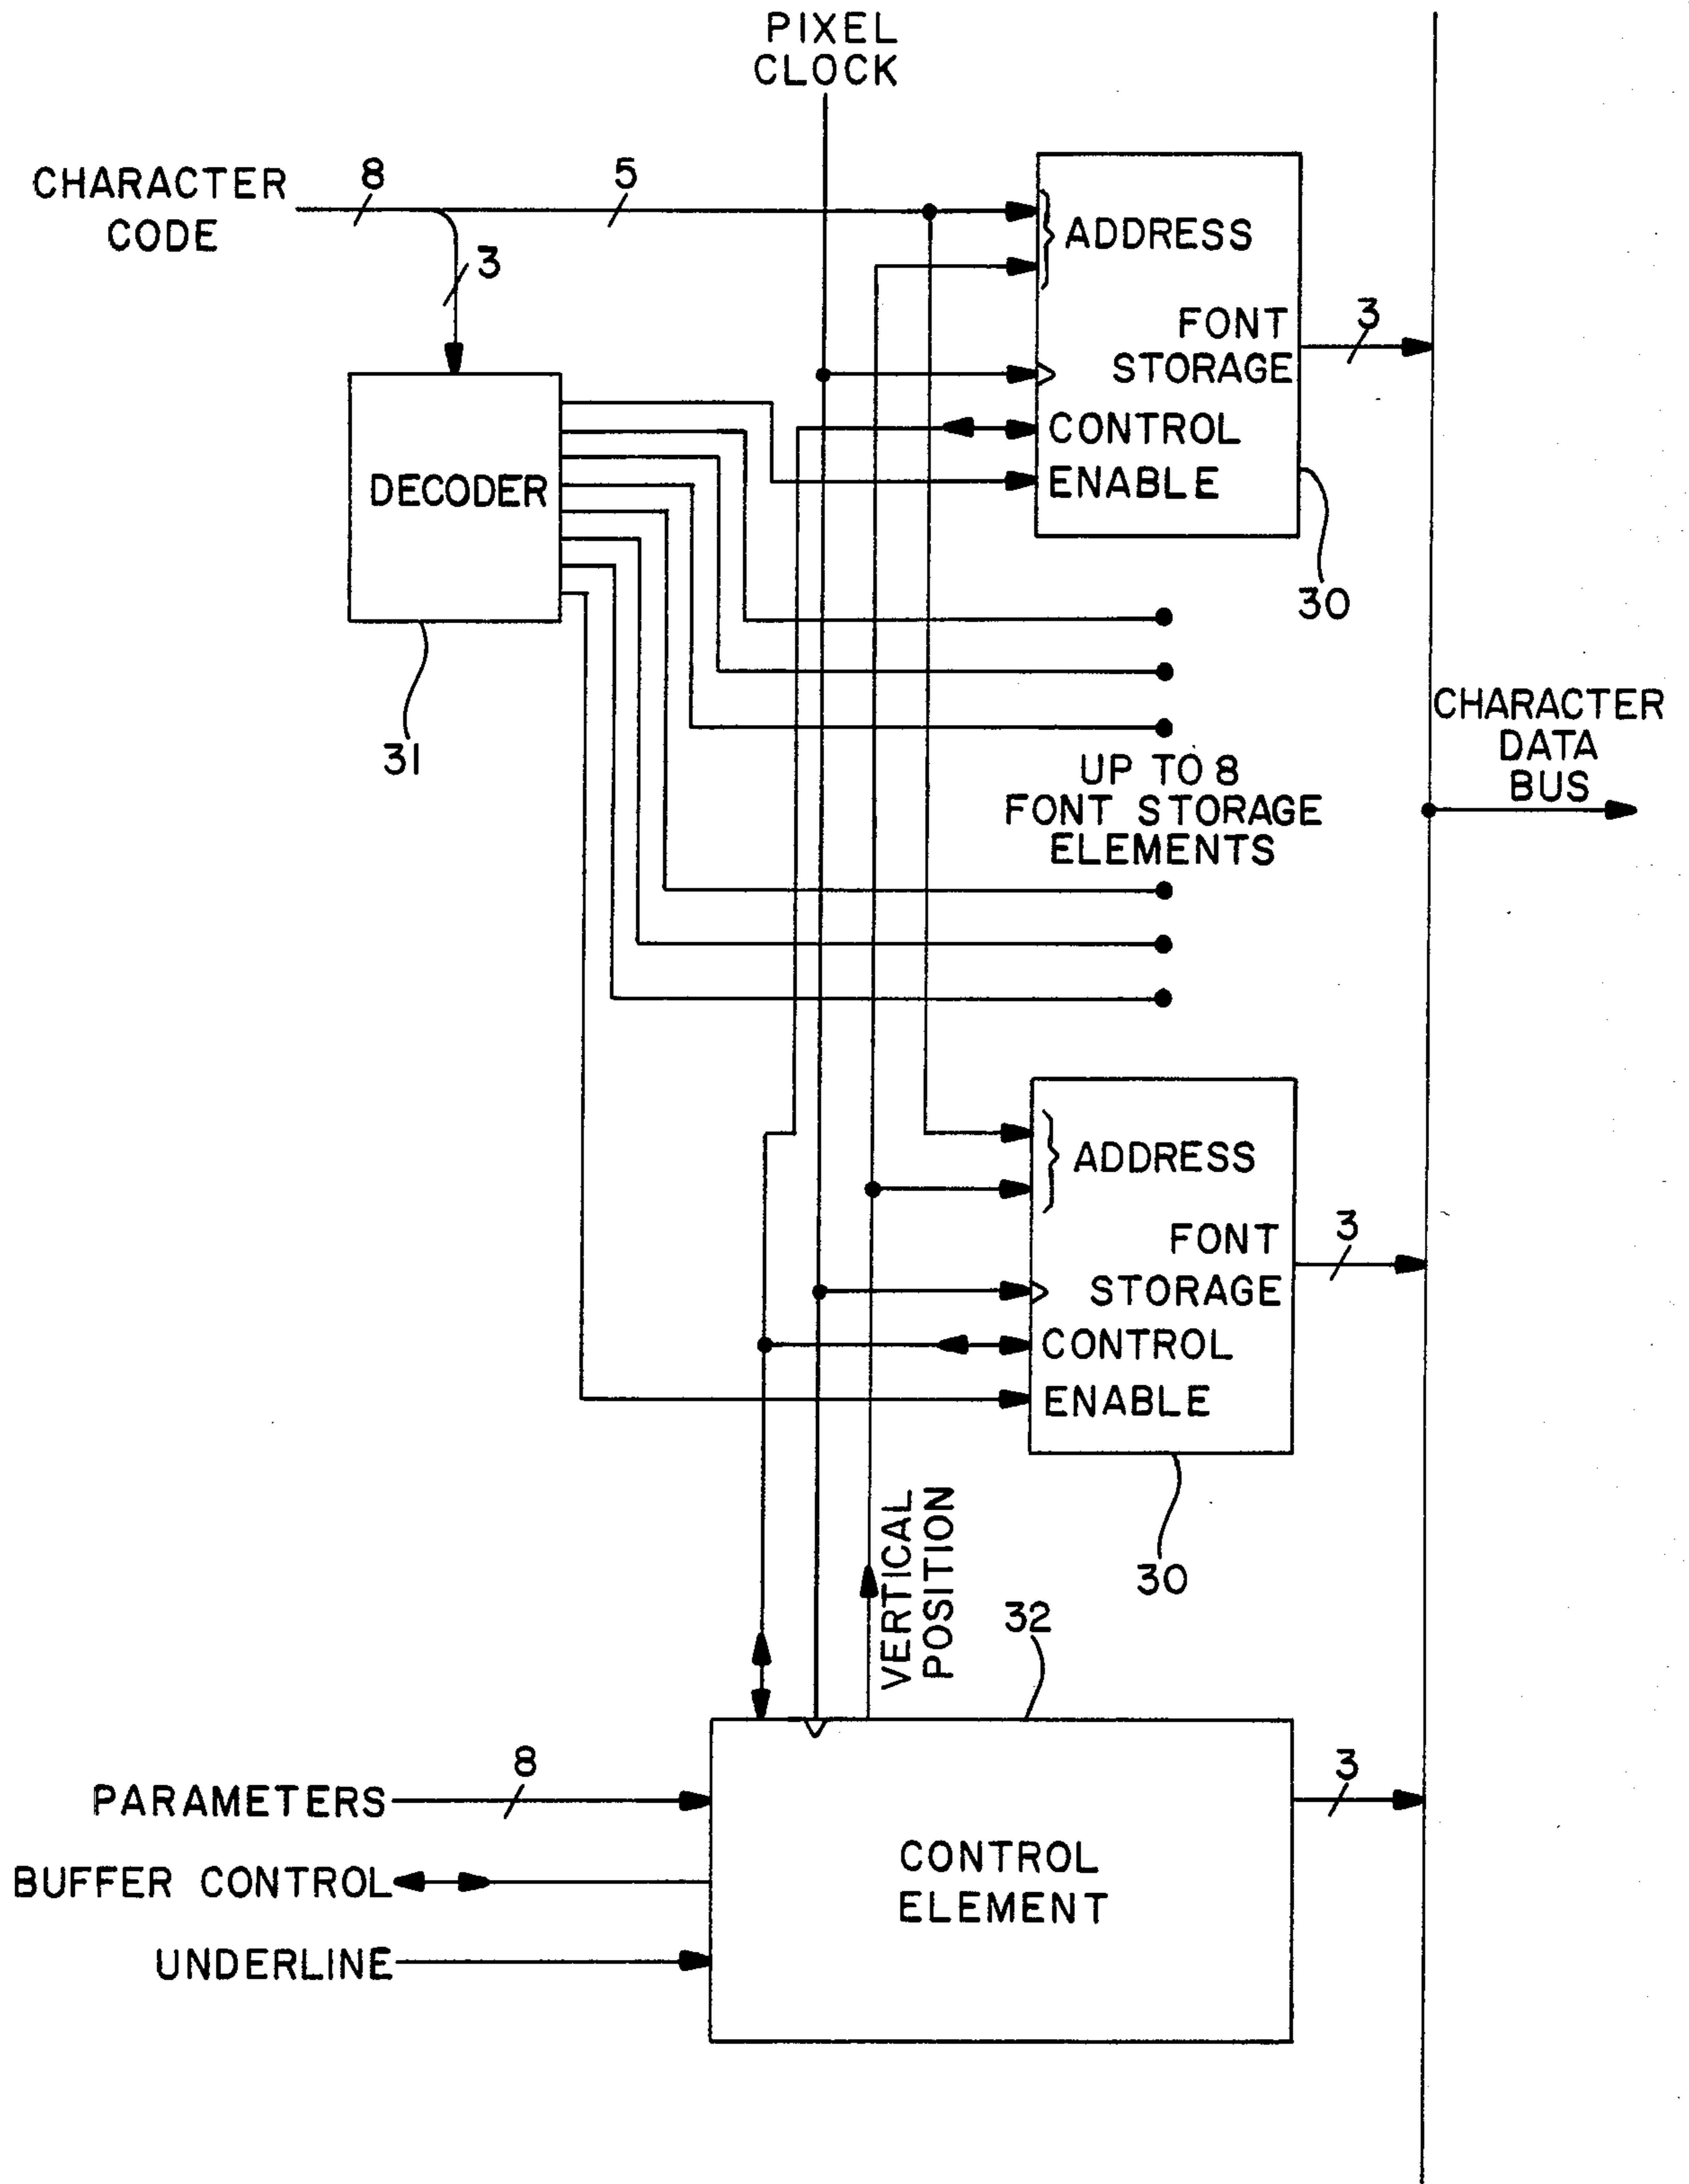 PIXEL
CLOCK
CHARACTER
CODE
8
5
3
ADDRESS
FONT
STORAGE
3
CONTROL
ENABLE
30
DECODER
31
UP TO 8
FONT STORAGE
ELEMENTS
CHARACTER
DATA
BUS
ADDRESS
FONT
STORAGE
3
CONTROL
ENABLE
30
VERTICAL
POSITION
32
PARAMETERS
8
BUFFER CONTROL
UNDERLINE
CONTROL
ELEMENT
3